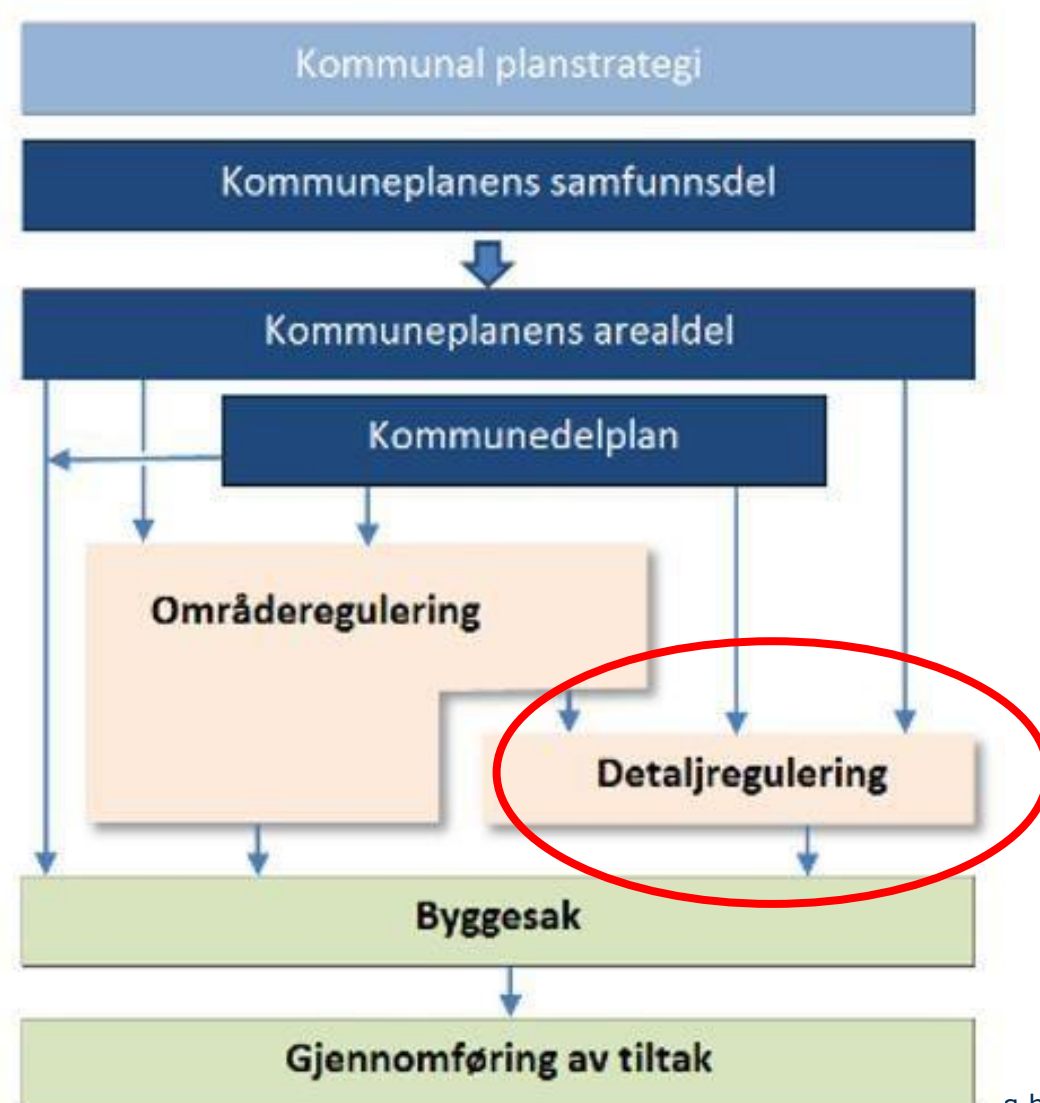 Kommunal planstrategi
Kommuneplanens samfunnsdel
Kommuneplanens arealdel
Kommunedelplan
Områderegulering
Detaljregulering
Byggesak
Gjennomføring av tiltak